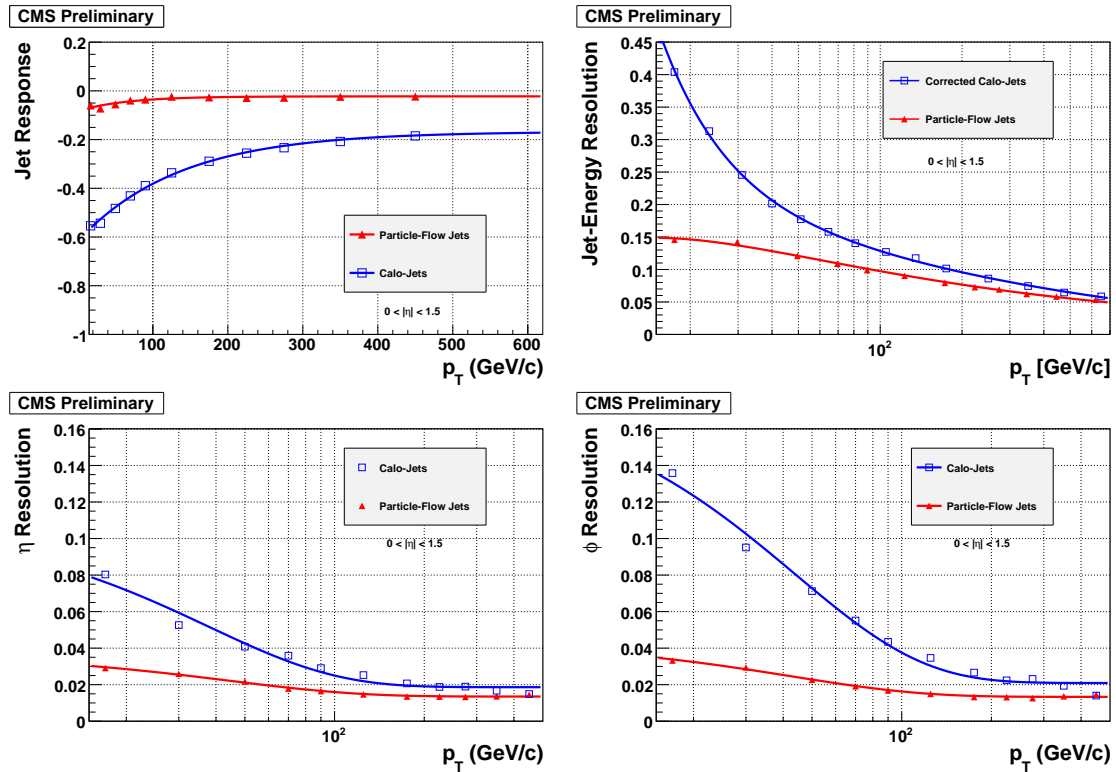 CMS Preliminary
Jet Response
0.2
0
-0.2
-0.4
-0.6
-0.8
-1
Particle-Flow Jets
Calo-Jets
0 < |η| < 1.5
100 200 300 400 500 600
p_T (GeV/c)
CMS Preliminary
Jet-Energy Resolution
0.45
0.4
0.35
0.3
0.25
0.2
0.15
0.1
0.05
0
Corrected Calo-Jets
Particle-Flow Jets
0 < |η| < 1.5
10²
p_T [GeV/c]
CMS Preliminary
η Resolution
0.16
0.14
0.12
0.1
0.08
0.06
0.04
0.02
0
Calo-Jets
Particle-Flow Jets
0 < |η| < 1.5
10²
p_T (GeV/c)
CMS Preliminary
ϕ Resolution
0.16
0.14
0.12
0.1
0.08
0.06
0.04
0.02
0
Calo-Jets
Particle-Flow Jets
0 < |η| < 1.5
10²
p_T (GeV/c)